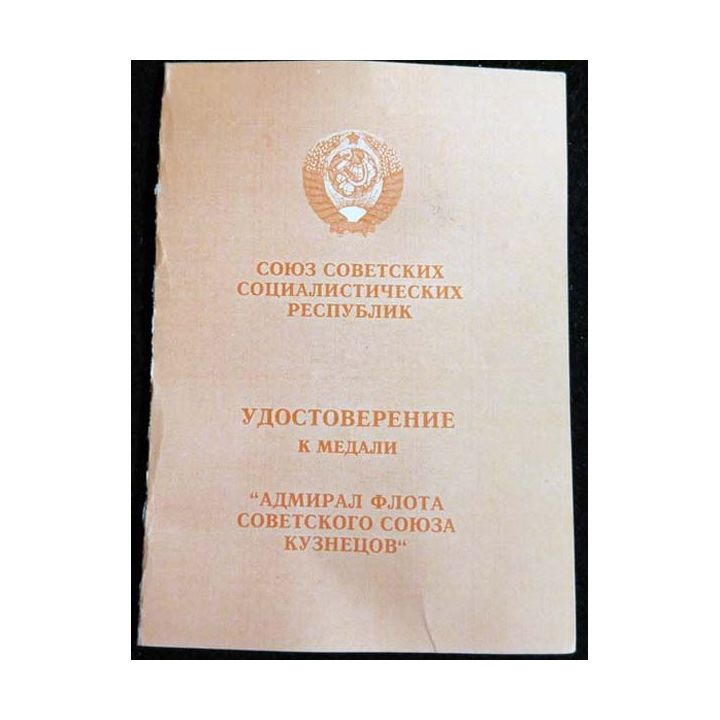 СОЮЗ СОВЕТСКИХ
СОЦИАЛИСТИЧЕСКИХ
РЕСПУБЛИК
УДОСТОВЕРЕНИЕ
К МЕДАЛИ
“АДМИРАЛ ФЛОТА
СОВЕТСКОГО СОЮЗА
КУЗНЕЦОВ“